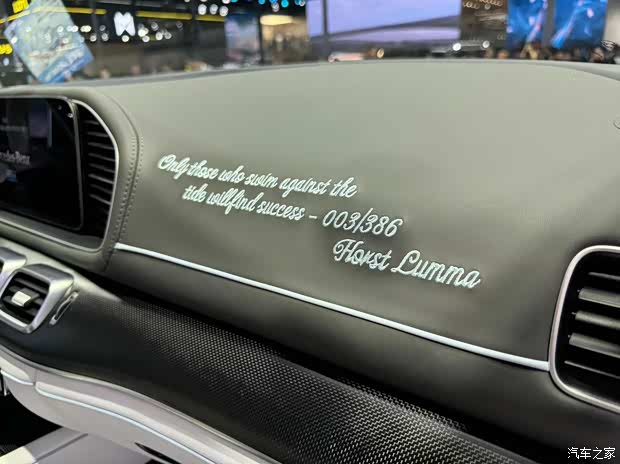 Only those who swim against the
tide will find success - 003/386
Horst Lumma
汽车之家